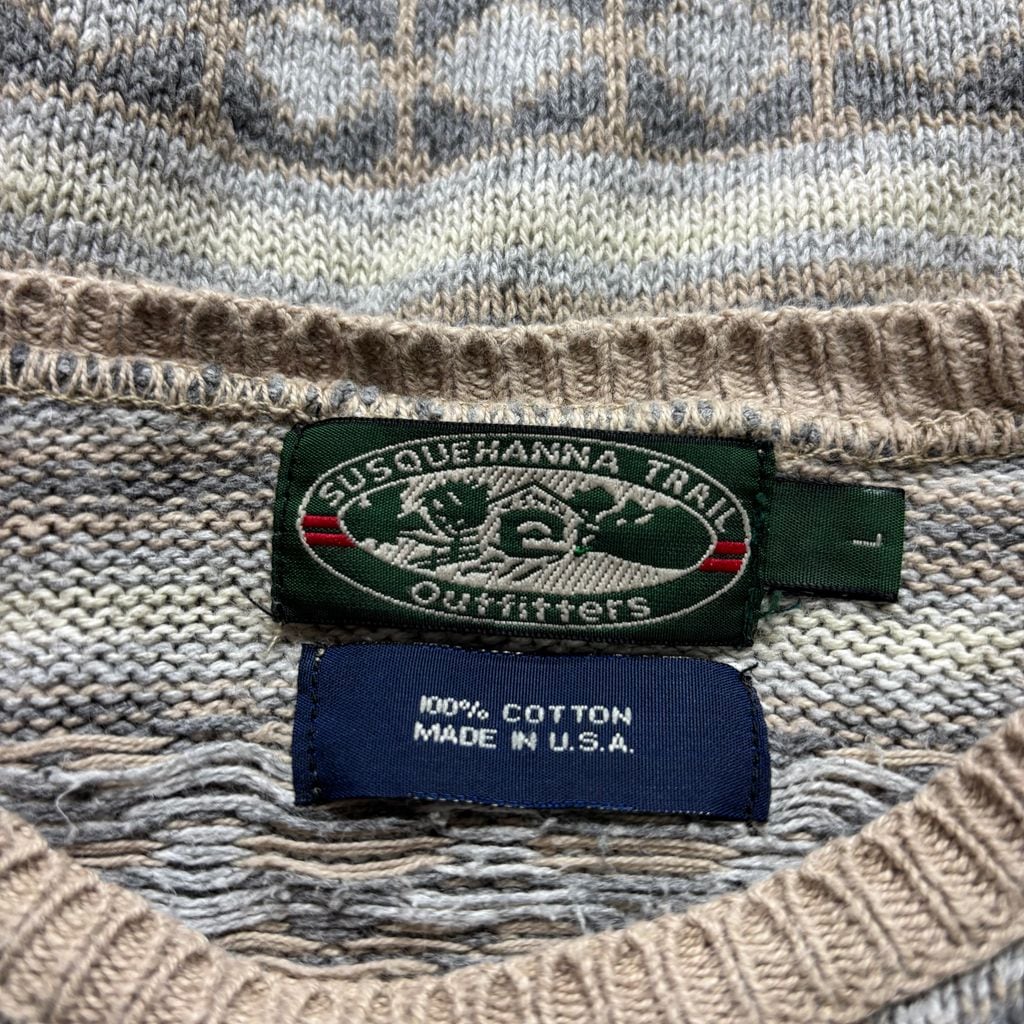 SUSQUEHANNA TRAIL
Outfitters
L
100% COTTON
MADE IN U.S.A.